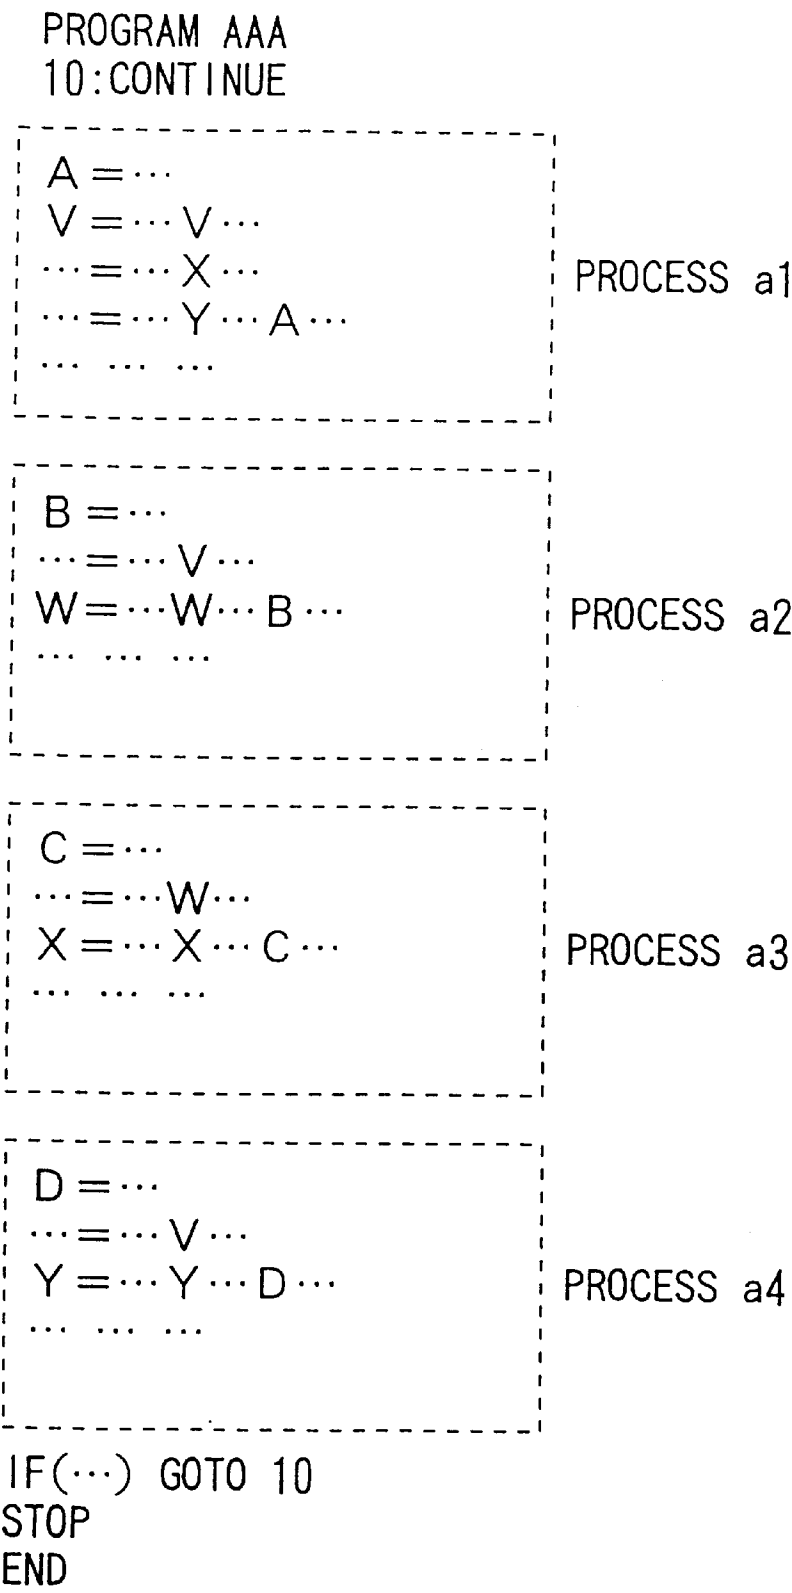 PROGRAM AAA
10:CONTINUE
A=···
V=···V···
···=···X···
···=···Y···A···
··· ··· ···
PROCESS a1
B=···
···=···V···
W=···W···B···
··· ··· ···
PROCESS a2
C=···
···=···W···
X=···X···C···
··· ··· ···
PROCESS a3
D=···
···=···V···
Y=···Y···D···
··· ··· ···
PROCESS a4
IF(···) GOTO 10
STOP
END